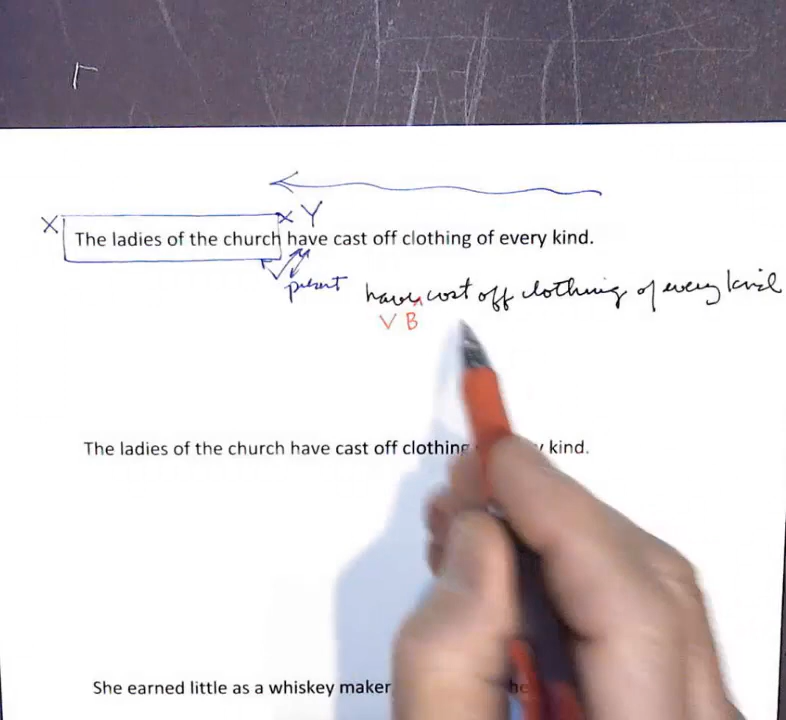 X Y
X The ladies of the church have cast off clothing of every kind.
present have cast off clothing of every kind
V B
The ladies of the church have cast off clothing kind.
She earned little as a whiskey maker he